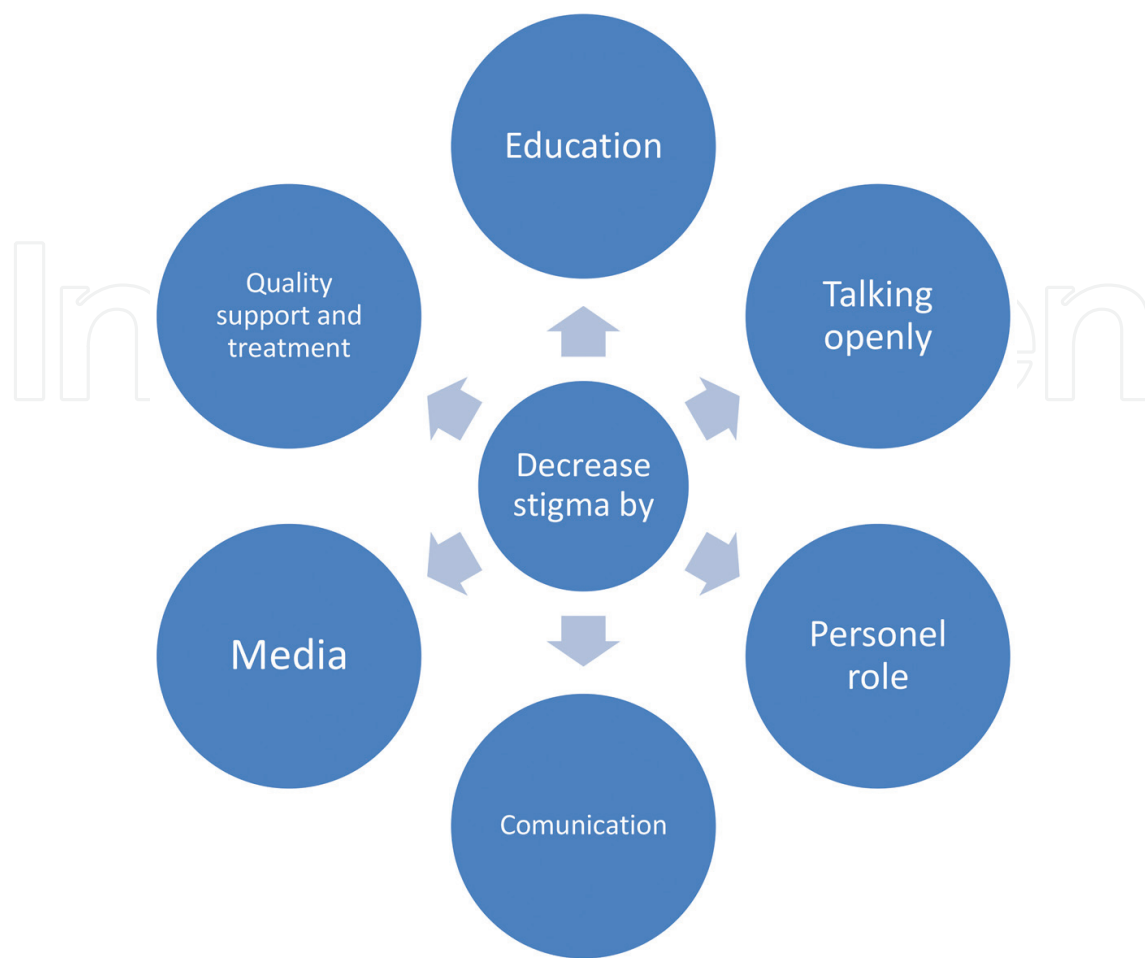 Education
Talking
openly
Personel
role
Comunication
Media
Quality
support and
treatment
Decrease
stigma by